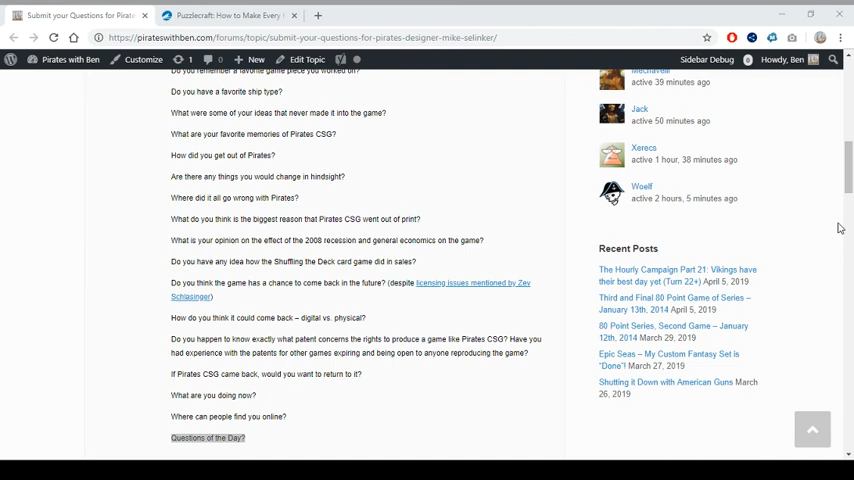 Submit your Questions for Pirate
Puzzlecraft: How to Make Every
https://pirateswithben.com/forums/topic/submit-your-questions-for-pirates-designer-mike-selinker/
Pirates with Ben
Customize
1
0
New
Edit Topic
Sidebar Debug
0
Howdy, Ben
Do you remember a favorite game piece you worked on?
Do you have a favorite ship type?
What were some of your ideas that never made it into the game?
What are your favorite memories of Pirates CSG?
How did you get out of Pirates?
Are there any things you would change in hindsight?
Where did it all go wrong with Pirates?
What do you think is the biggest reason that Pirates CSG went out of print?
What is your opinion on the effect of the 2008 recession and general economics on the game?
Do you have any idea how the Shuffling the Deck card game did in sales?
Do you think the game has a chance to come back in the future? (despite licensing issues mentioned by Zev
Schlasinger)
How do you think it could come back – digital vs. physical?
Do you happen to know exactly what patent concerns the rights to produce a game like Pirates CSG? Have you
had experience with the patents for other games expiring and being open to anyone reproducing the game?
If Pirates CSG came back, would you want to return to it?
What are you doing now?
Where can people find you online?
Questions of the Day?
active 39 minutes ago
Jack
active 50 minutes ago
Xerecs
active 1 hour, 38 minutes ago
Woelf
active 2 hours, 5 minutes ago
Recent Posts
The Hourly Campaign Part 21: Vikings have
their best day yet (Turn 22+) April 5, 2019
Third and Final 80 Point Game of Series –
January 13th, 2014 April 5, 2019
80 Point Series, Second Game – January
12th, 2014 March 29, 2019
Epic Seas – My Custom Fantasy Set is
"Done"! March 27, 2019
Shutting it Down with American Guns March
26, 2019